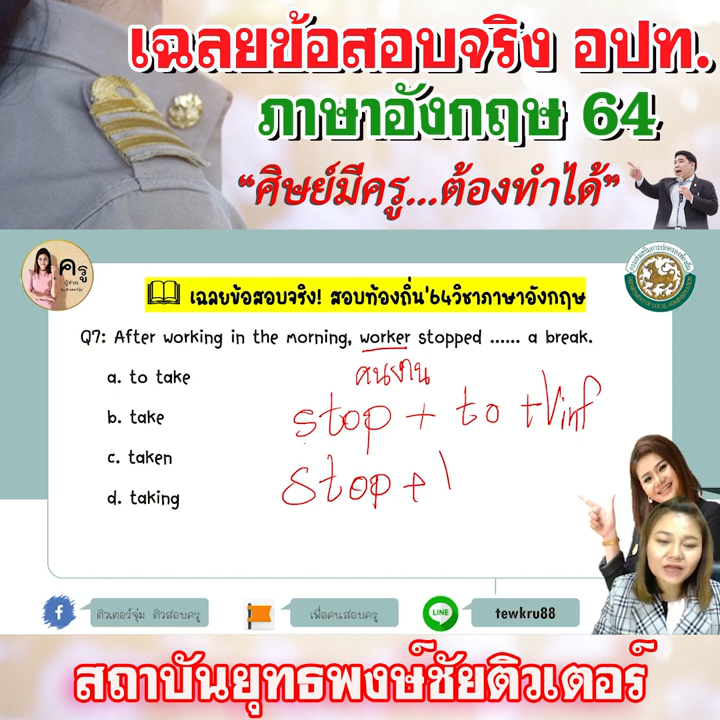 เฉลยข้อสอบจริง อปท.
ภาษาอังกฤษ 64
“ศิษย์มีครู...ต้องทำได้”
ครู
เฉลยข้อสอบจริง! สอบท้องถิ่น'64วิชาภาษาอังกฤษ
Q7: After working in the morning, worker stopped ...... a break.
คนงาน
a. to take
b. take
c. taken
d. taking
stop + to +Vinf
stop +
ติวเตอร์จุ๋ม ติวสอบครู
เพื่อคนสอบครู
LINE
tewkru88
สถาบันยุทธพงษ์ชัยติวเตอร์